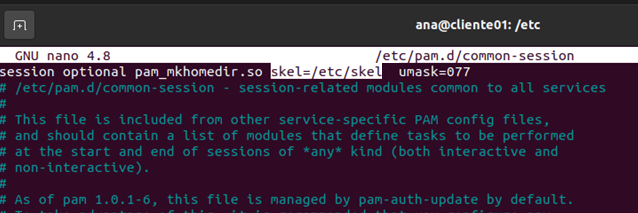 ana@cliente01: /etc
GNU nano 4.8 /etc/pam.d/common-session
session optional pam_mkhomedir.so skel=/etc/skel umask=077
# /etc/pam.d/common-session - session-related modules common to all services
#
# This file is included from other service-specific PAM config files,
# and should contain a list of modules that define tasks to be performed
# at the start and end of sessions of *any* kind (both interactive and
# non-interactive).
#
# As of pam 1.0.1-6, this file is managed by pam-auth-update by default.